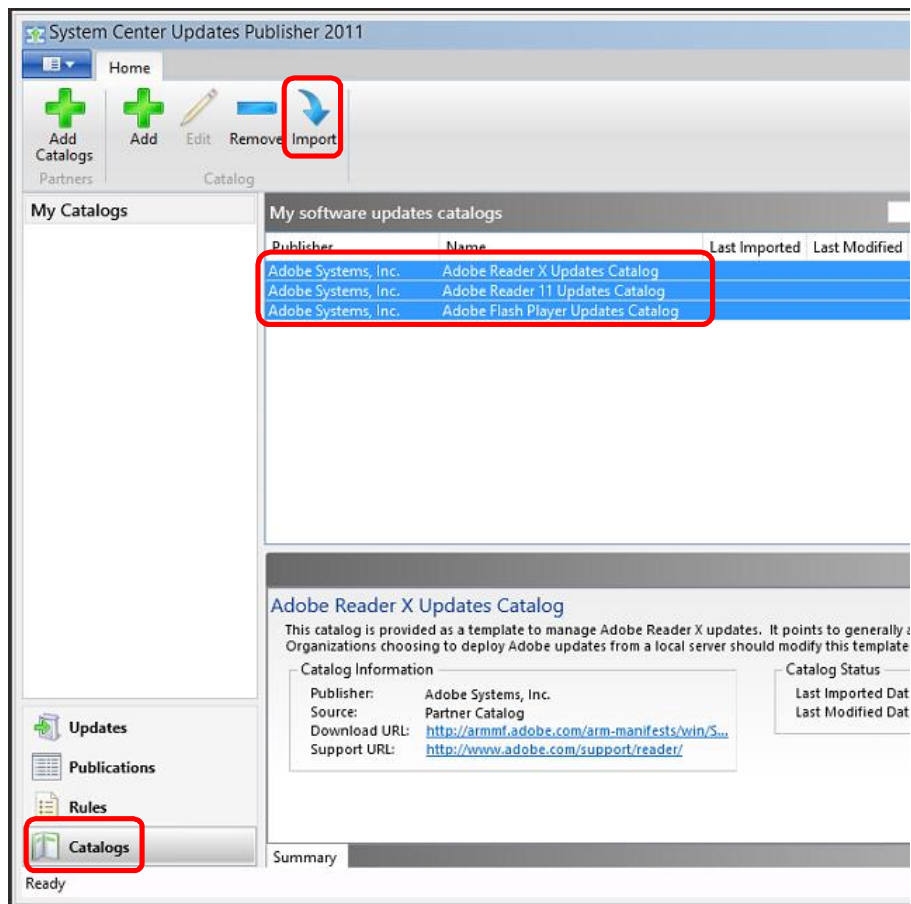 System Center Updates Publisher 2011
Home
Add Catalogs
Add
Edit
Remove
Import
Partners
Catalog
My Catalogs
My software updates catalogs
Publisher Name Last Imported Last Modified
Adobe Systems, Inc. Adobe Reader X Updates Catalog
Adobe Systems, Inc. Adobe Reader 11 Updates Catalog
Adobe Systems, Inc. Adobe Flash Player Updates Catalog
Adobe Reader X Updates Catalog
This catalog is provided as a template to manage Adobe Reader X updates. It points to generally a
Organizations choosing to deploy Adobe updates from a local server should modify this template
Catalog Information
Publisher: Adobe Systems, Inc.
Source: Partner Catalog
Download URL: http://armmf.adobe.com/arm-manifests/win/S...
Support URL: http://www.adobe.com/support/reader/
Catalog Status
Last Imported Dat
Last Modified Dat
Updates
Publications
Rules
Catalogs
Summary
Ready